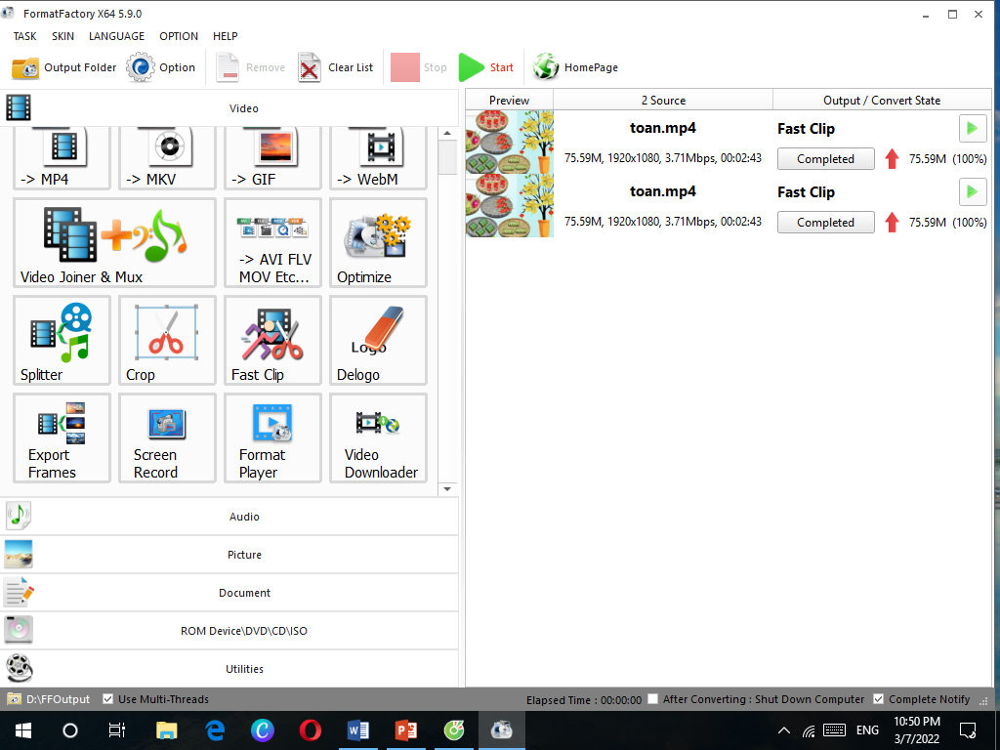 FormatFactory X64 5.9.0
TASK SKIN LANGUAGE OPTION HELP
Output Folder Option Remove Clear List Stop Start HomePage
Video
-> MP4 -> MKV -> GIF -> WebM
Video Joiner & Mux
-> AVI FLV
MOV Etc...
Optimize
Splitter
Crop
Fast Clip
Logo
Delogo
Export
Frames
Screen
Record
Format
Player
Video
Downloader
Audio
Picture
Document
ROM Device\DVD\CD\ISO
Utilities
Preview 2 Source Output / Convert State
toan.mp4 Fast Clip
75.59M, 1920x1080, 3.71Mbps, 00:02:43 Completed 75.59M (100%)
toan.mp4 Fast Clip
75.59M, 1920x1080, 3.71Mbps, 00:02:43 Completed 75.59M (100%)
D:\FFOutput Use Multi-Threads Elapsed Time : 00:00:00 After Converting : Shut Down Computer Complete Notify
ENG
10:50 PM
3/7/2022